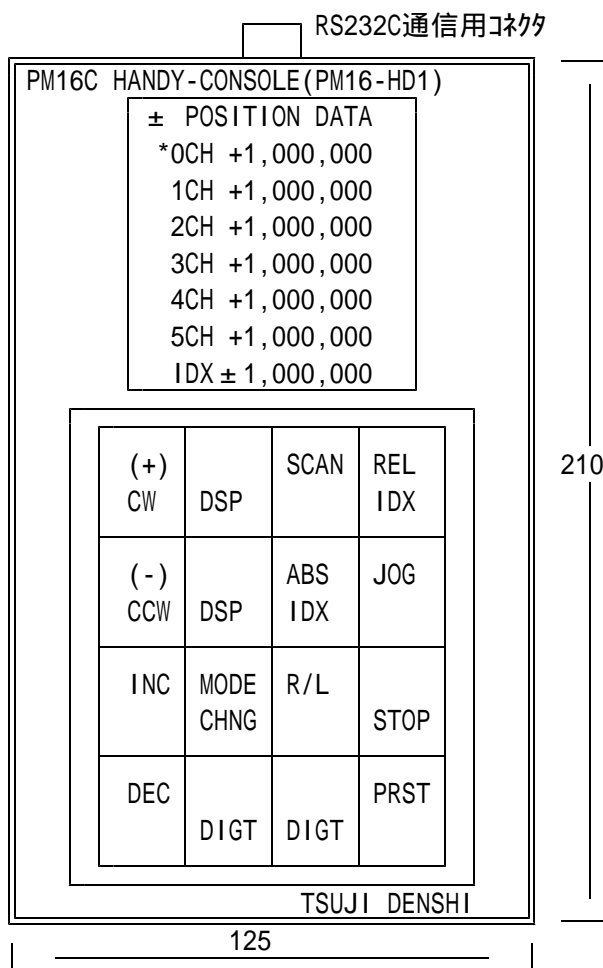 RS232C通信用ｺﾈｸﾀ
PM16C HANDY-CONSOLE(PM16-HD1)
± POSITION DATA
*0CH +1,000,000
1CH +1,000,000
2CH +1,000,000
3CH +1,000,000
4CH +1,000,000
5CH +1,000,000
IDX±1,000,000
(+) SCAN REL
CW DSP IDX
(-) ABS JOG
CCW DSP IDX
INC MODE R/L
CHNG STOP
DEC PRST
DIGT DIGT
TSUJI DENSHI
210
125